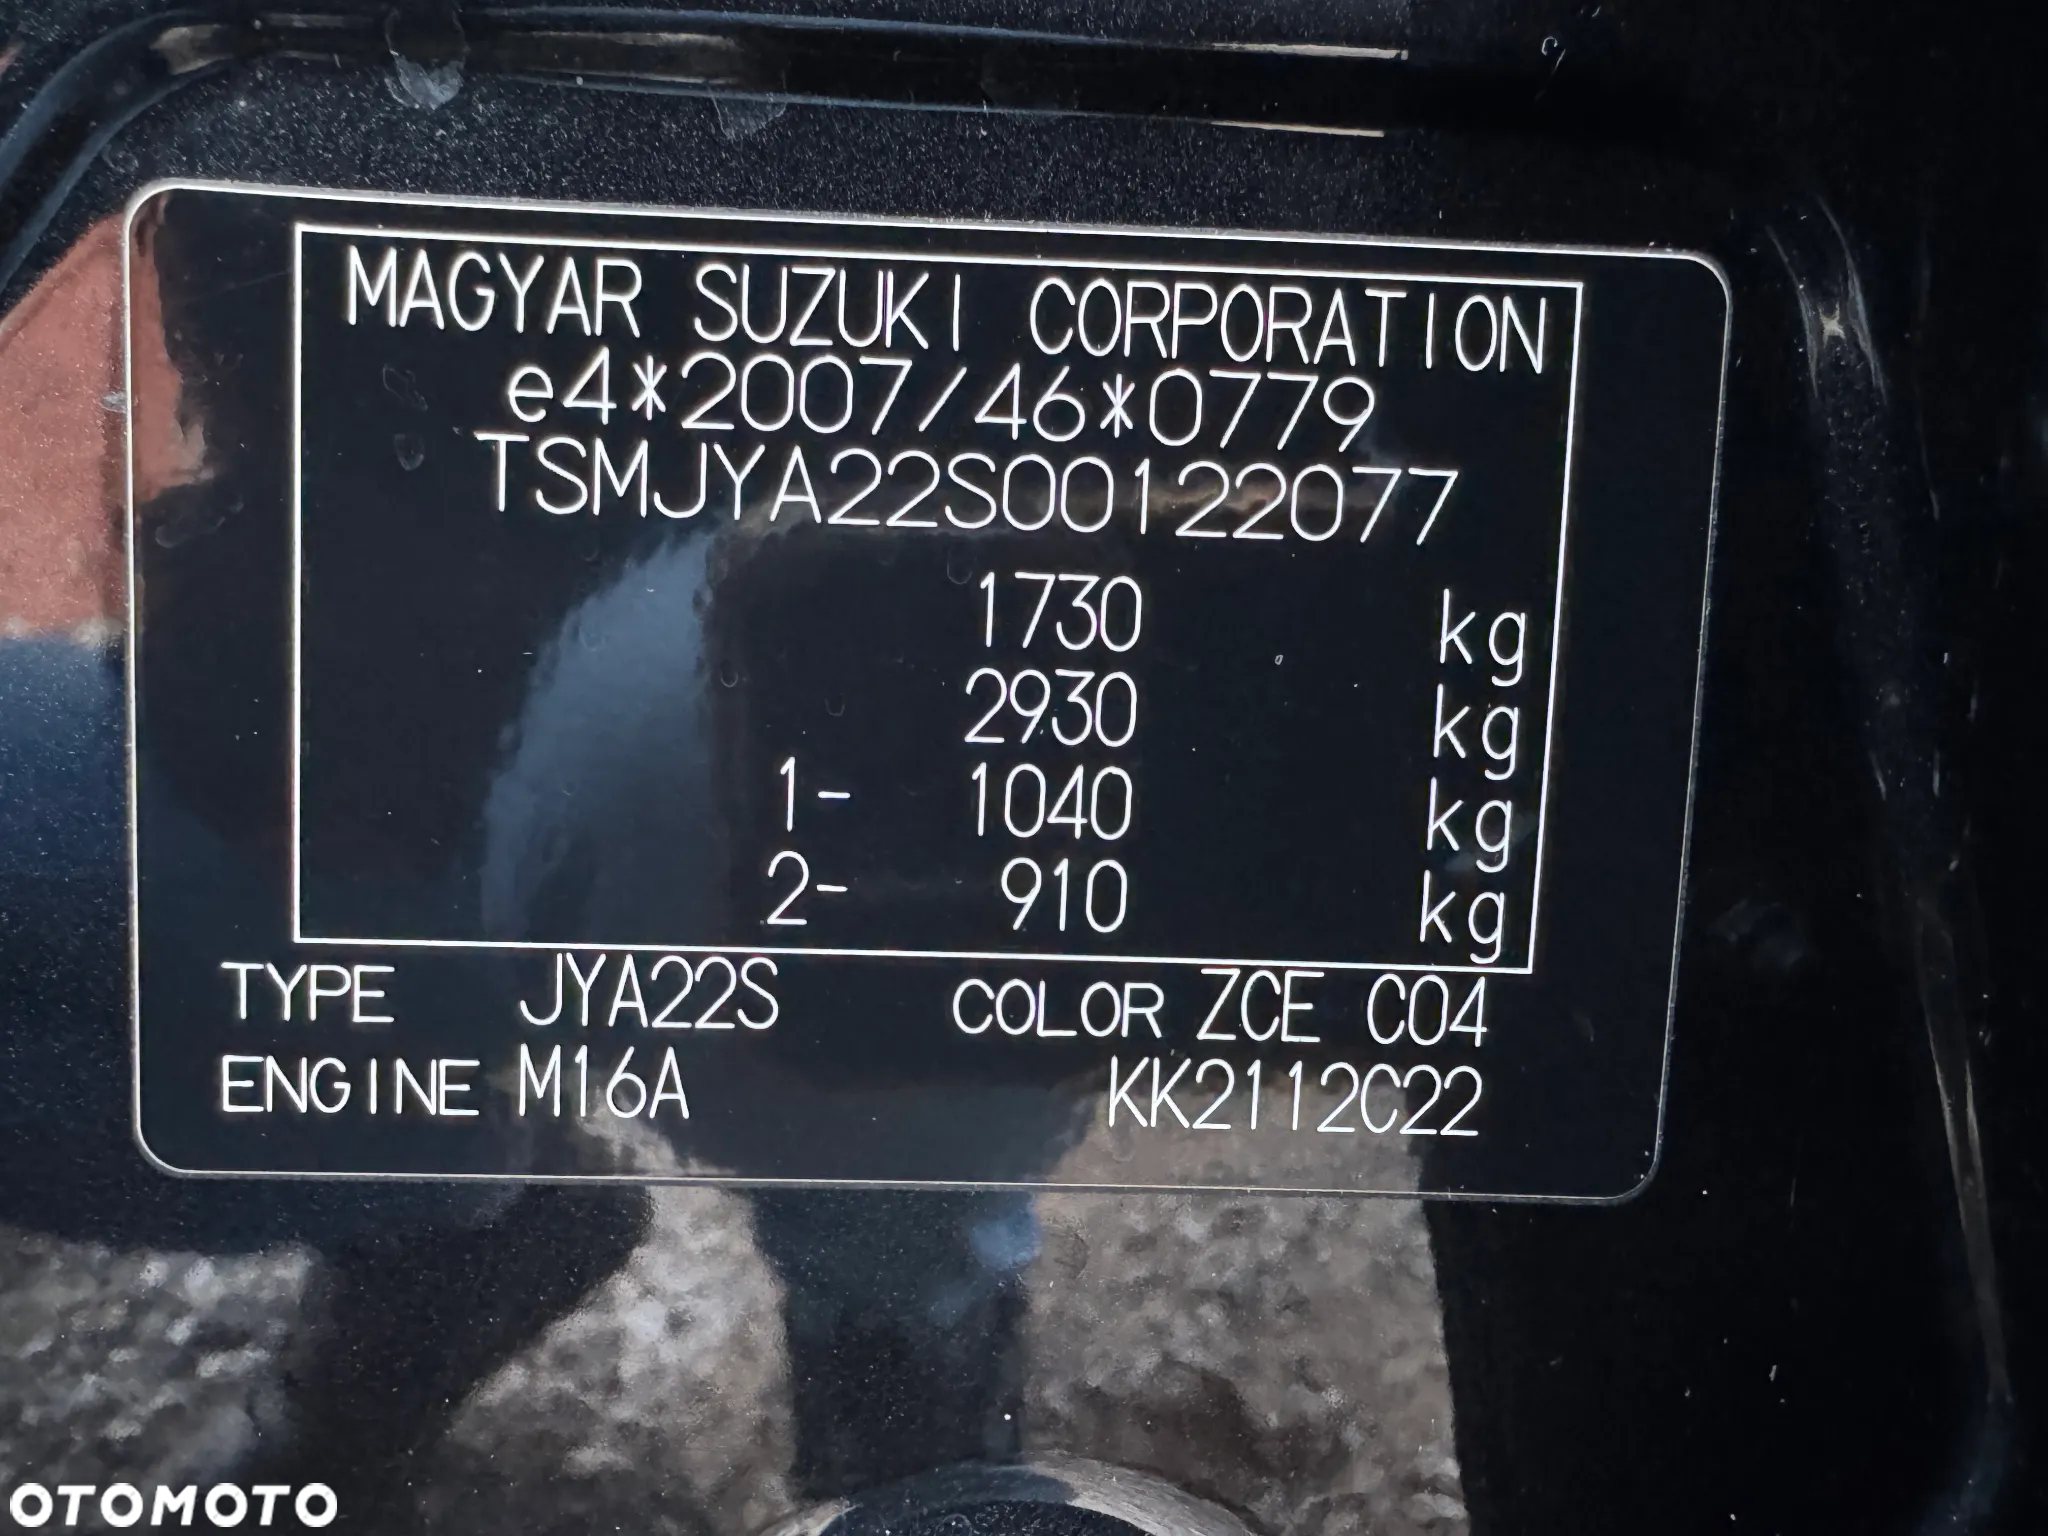 MAGYAR SUZUKI CORPORATION
e4*2007/46*0779
TSMJYA22S00122077
1730 kg
2930 kg
1- 1040 kg
2- 910 kg
TYPE JYA22S COLOR ZCE C04
ENGINE M16A KK2112C22
OTOMOTO